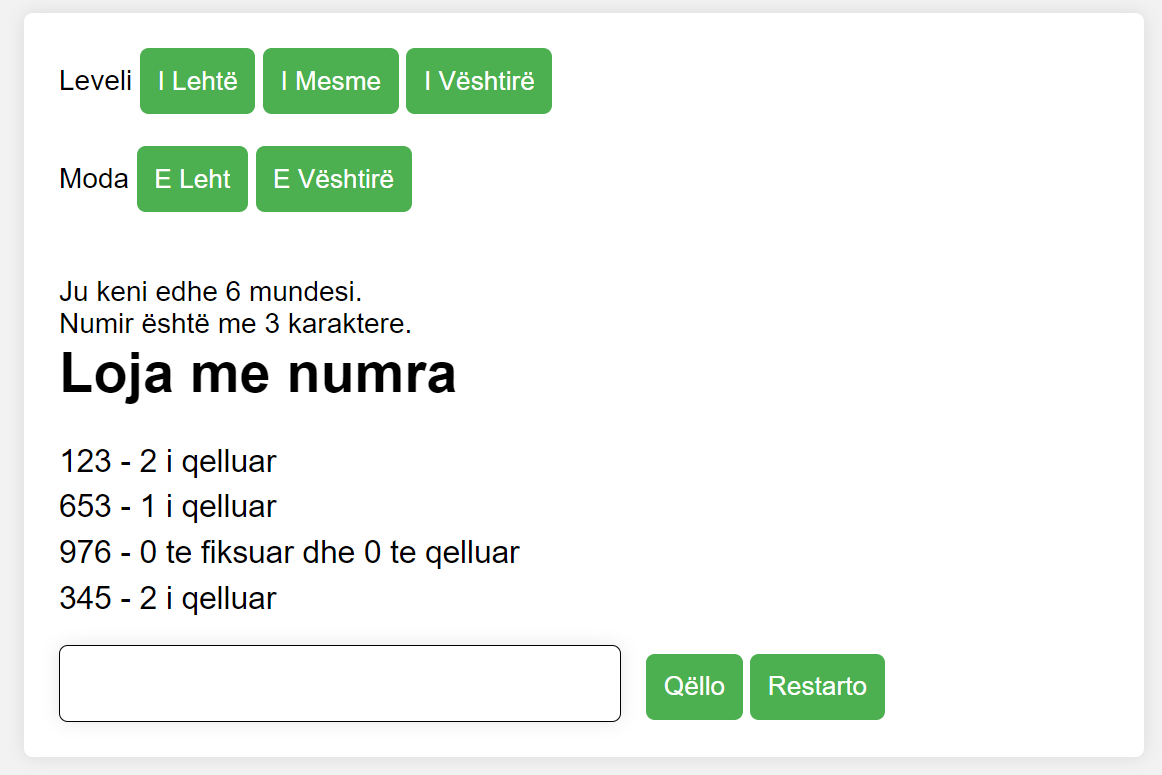 Leveli I Lehtë I Mesme I Vështirë
Moda E Leht E Vështirë
Ju keni edhe 6 mundesi.
Numir është me 3 karaktere.
Loja me numra
123 - 2 i qelluar
653 - 1 i qelluar
976 - 0 te fiksuar dhe 0 te qelluar
345 - 2 i qelluar
Qëllo Restarto